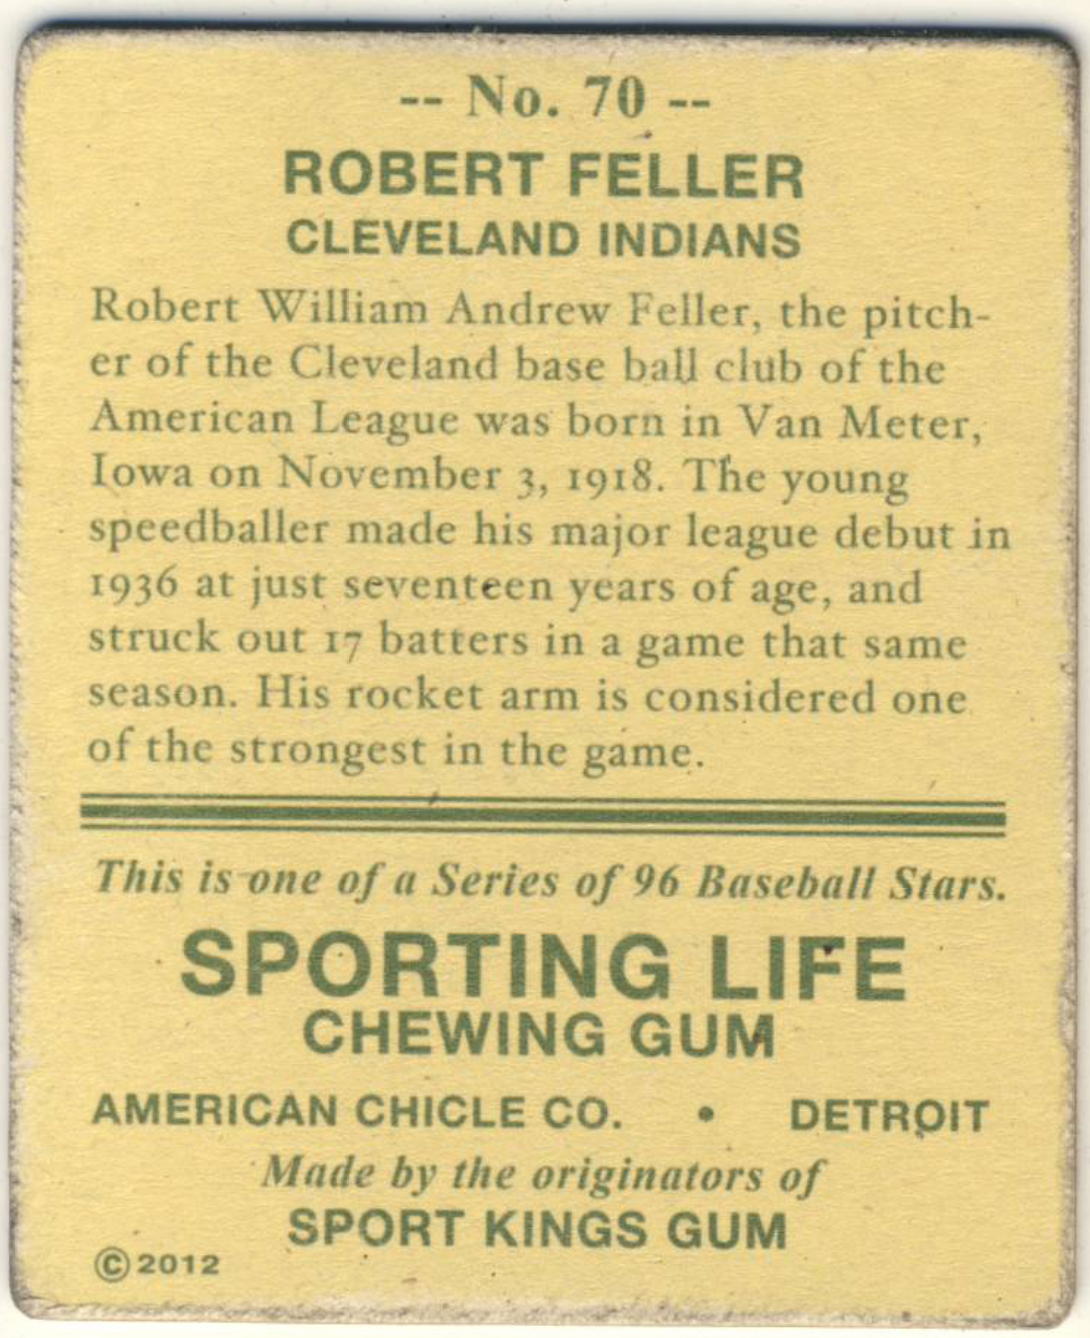 -- No. 70 --
ROBERT FELLER
CLEVELAND INDIANS
Robert William Andrew Feller, the pitch-
er of the Cleveland base ball club of the
American League was born in Van Meter,
Iowa on November 3, 1918. The young
speedballer made his major league debut in
1936 at just seventeen years of age, and
struck out 17 batters in a game that same
season. His rocket arm is considered one
of the strongest in the game.
This is one of a Series of 96 Baseball Stars.
SPORTING LIFE
CHEWING GUM
AMERICAN CHICLE CO. • DETROIT
Made by the originators of
SPORT KINGS GUM
©2012